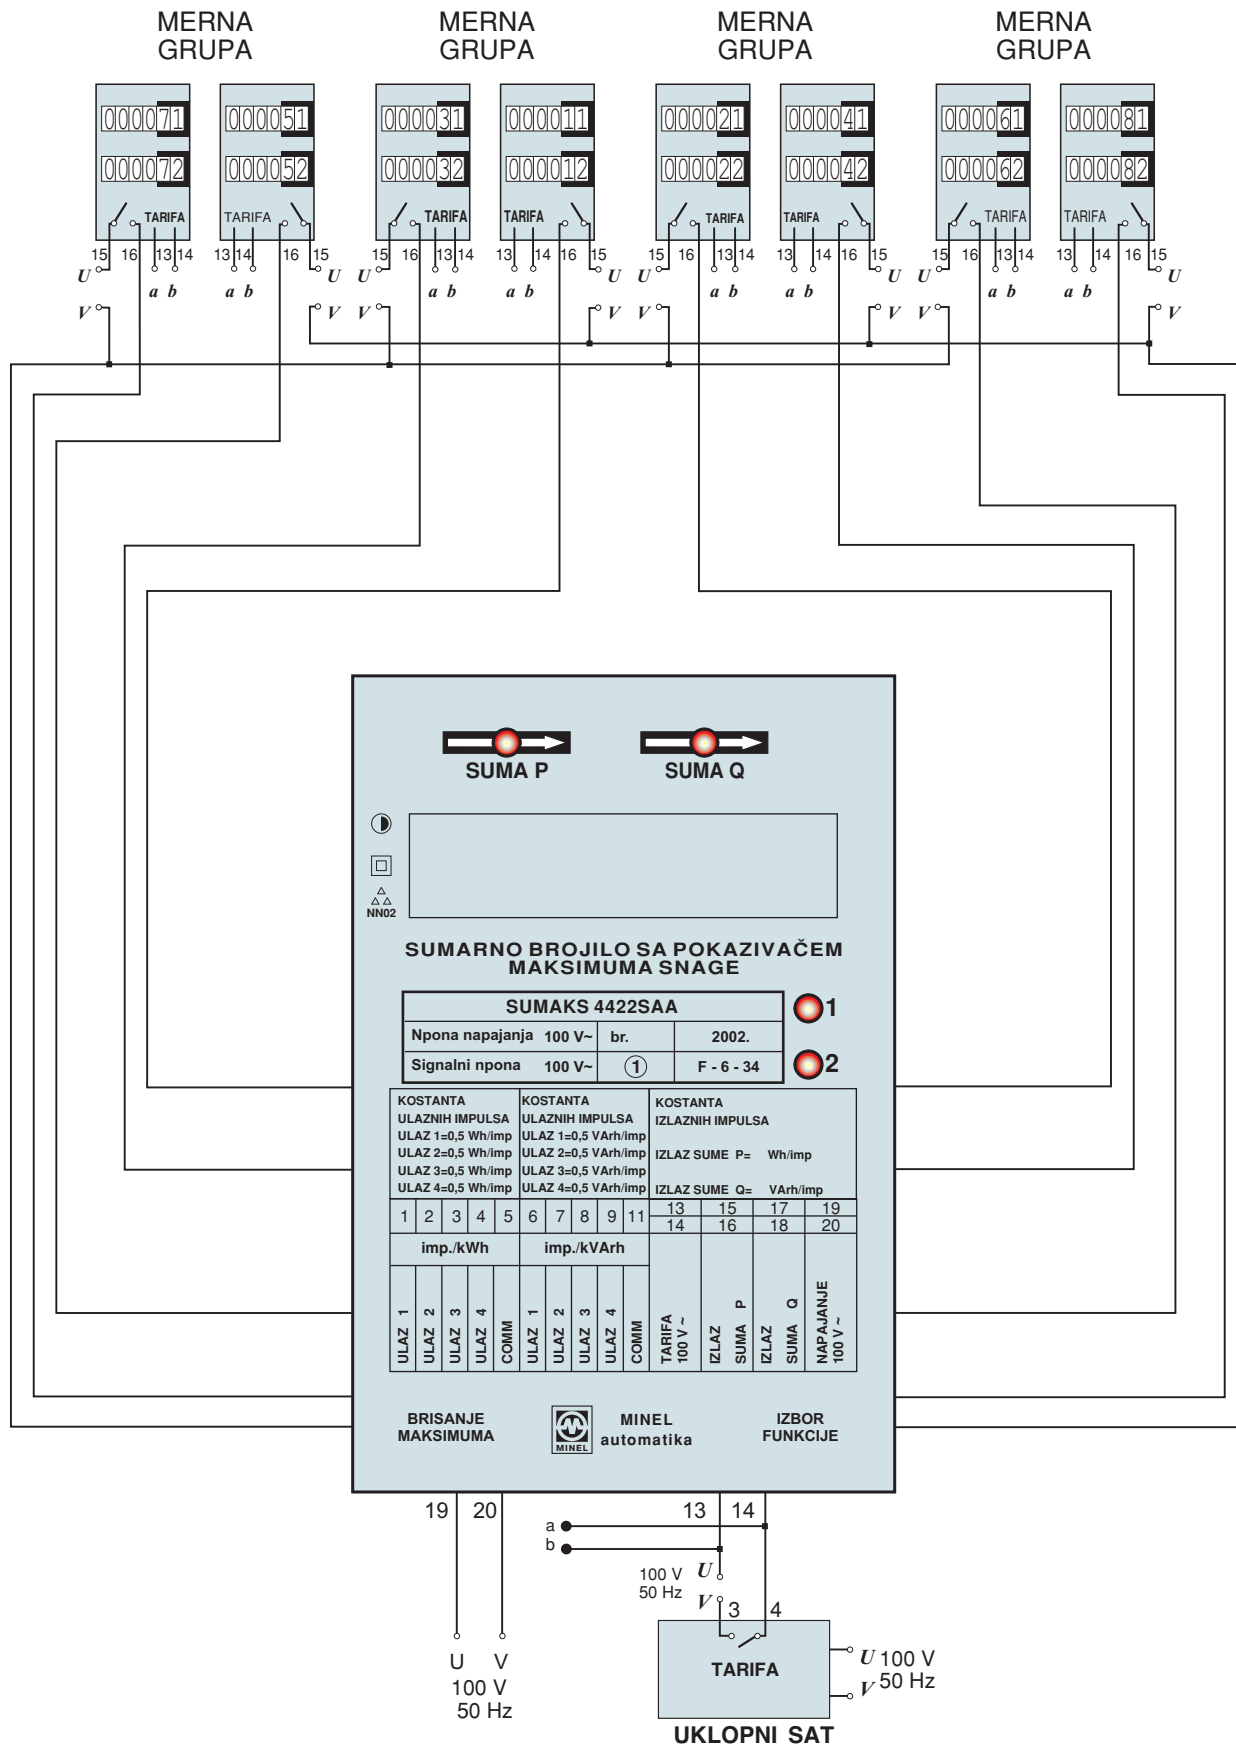 MERNA GRUPA
MERNA GRUPA
MERNA GRUPA
MERNA GRUPA
000071 000051 000031 000011 000021 000041 000061 000081
000072 000052 000032 000012 000022 000042 000062 000082
TARIFA TARIFA TARIFA TARIFA TARIFA TARIFA TARIFA TARIFA
15 16 13 14 13 14 16 15 15 16 13 14 13 14 16 15 15 16 13 14 13 14 16 15 15 16 13 14 13 14 16 15
U a b a b U U a b a b U U a b a b U U a b a b U
V V V V V V V V
SUMA P SUMA Q
NN02
SUMARNO BROJILO SA POKAZIVAČEM
MAKSIMUMA SNAGE
SUMAKS 4422SAA
1
Npona napajanja 100 V~ br. 2002.
Signalni npona 100 V~ 1 F - 6 - 34
2
KOSTANTA
ULAZNIH IMPULSA
ULAZ 1=0,5 Wh/imp
ULAZ 2=0,5 Wh/imp
ULAZ 3=0,5 Wh/imp
ULAZ 4=0,5 Wh/imp
KOSTANTA
ULAZNIH IMPULSA
ULAZ 1=0,5 VArh/imp
ULAZ 2=0,5 VArh/imp
ULAZ 3=0,5 VArh/imp
ULAZ 4=0,5 VArh/imp
KOSTANTA
IZLAZNIH IMPULSA
IZLAZ SUME P= Wh/imp
IZLAZ SUME Q= VArh/imp
1 2 3 4 5 6 7 8 9 11
13 15 17 19
14 16 18 20
imp./kWh imp./kVArh
ULAZ 1
ULAZ 2
ULAZ 3
ULAZ 4
COMM
ULAZ 1
ULAZ 2
ULAZ 3
ULAZ 4
COMM
TARIFA
100 V ~
IZLAZ
SUMA P
IZLAZ
SUMA Q
NAPAJANJE
100 V ~
BRISANJE
MAKSIMUMA
MINEL
MINEL
automatika
IZBOR
FUNKCIJE
19 20 13 14
a
b
100 V
50 Hz
U
V
3 4
U V
100 V
50 Hz
TARIFA
U 100 V
V 50 Hz
UKLOPNI SAT